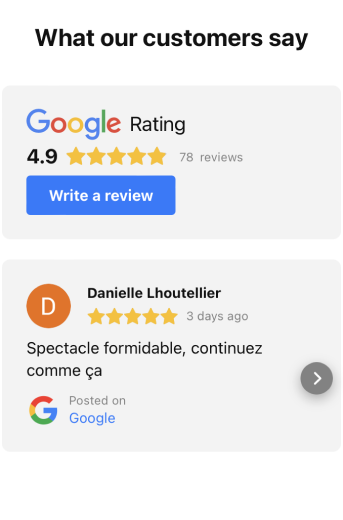 What our customers say
Google Rating
4.9 78 reviews
Write a review
D
Danielle Lhoutellier
3 days ago
Spectacle formidable, continuez
comme ça
G
Posted on
Google